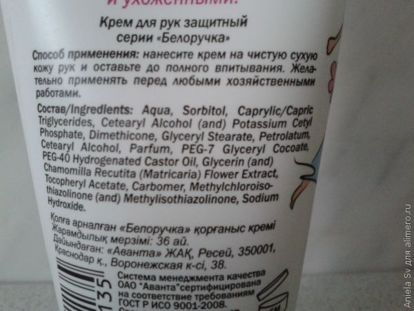 и ухоженными!
Крем для рук защитный
серии «Белоручка»
Способ применения: нанесите крем на чистую сухую
кожу рук и оставьте до полного впитывания. Жела-
тельно применять перед любыми хозяйственными
работами.
Состав/Ingredients: Aqua, Sorbitol, Caprylic/Capric
Triglycerides, Cetearyl Alcohol (and) Potassium Cetyl
Phosphate, Dimethicone, Glyceryl Stearate, Petrolatum,
Cetearyl Alcohol, Parfum, PEG-7 Glyceryl Cocoate,
PEG-40 Hydrogenated Castor Oil, Glycerin (and)
Chamomilla Recutita (Matricaria) Flower Extract,
Tocopheryl Acetate, Carbomer, Methylchloroiso-
thiazolinone (and) Methylisothiazolinone, Sodium
Hydroxide.
Қолға арналған «Белоручка» қорғаныс кремі
Жарамдылық мерзімі: 36 ай.
Дайындаған: «Аванта» ЖАҚ, Ресей, 350001,
Краснодар қ., Воронежская к-сі, 38.
Система менеджмента качества
ОАО "Аванта"сертифицирована
на соответствие требованиям
ГОСТ Р ИСО 9001-2008.
135
Aniela Sv для alimero.ru